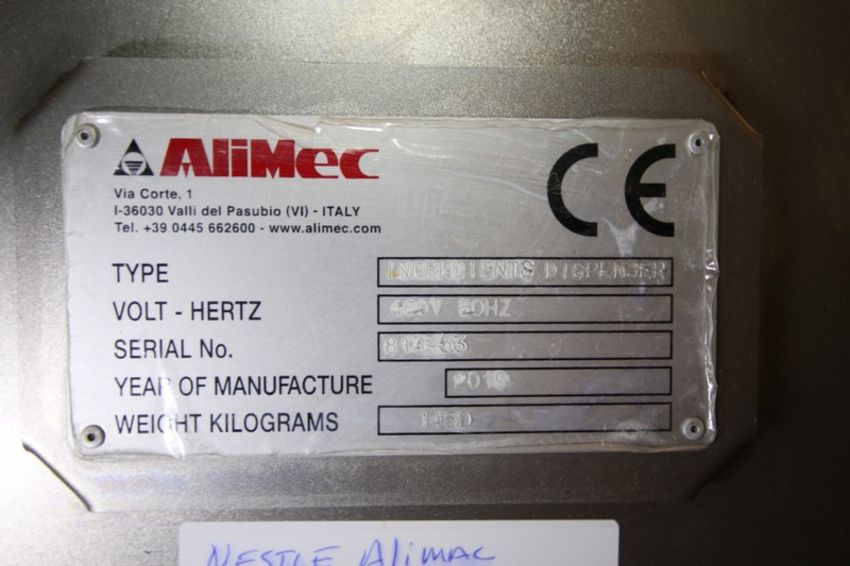 AliMec
CE
Via Corte, 1
I-36030 Valli del Pasubio (VI) - ITALY
Tel. +39 0445 662600 - www.alimec.com
TYPE INGREDIENTS DISPENSER
VOLT - HERTZ
SERIAL No.
YEAR OF MANUFACTURE 2019
WEIGHT KILOGRAMS
NESTLE AliMAC